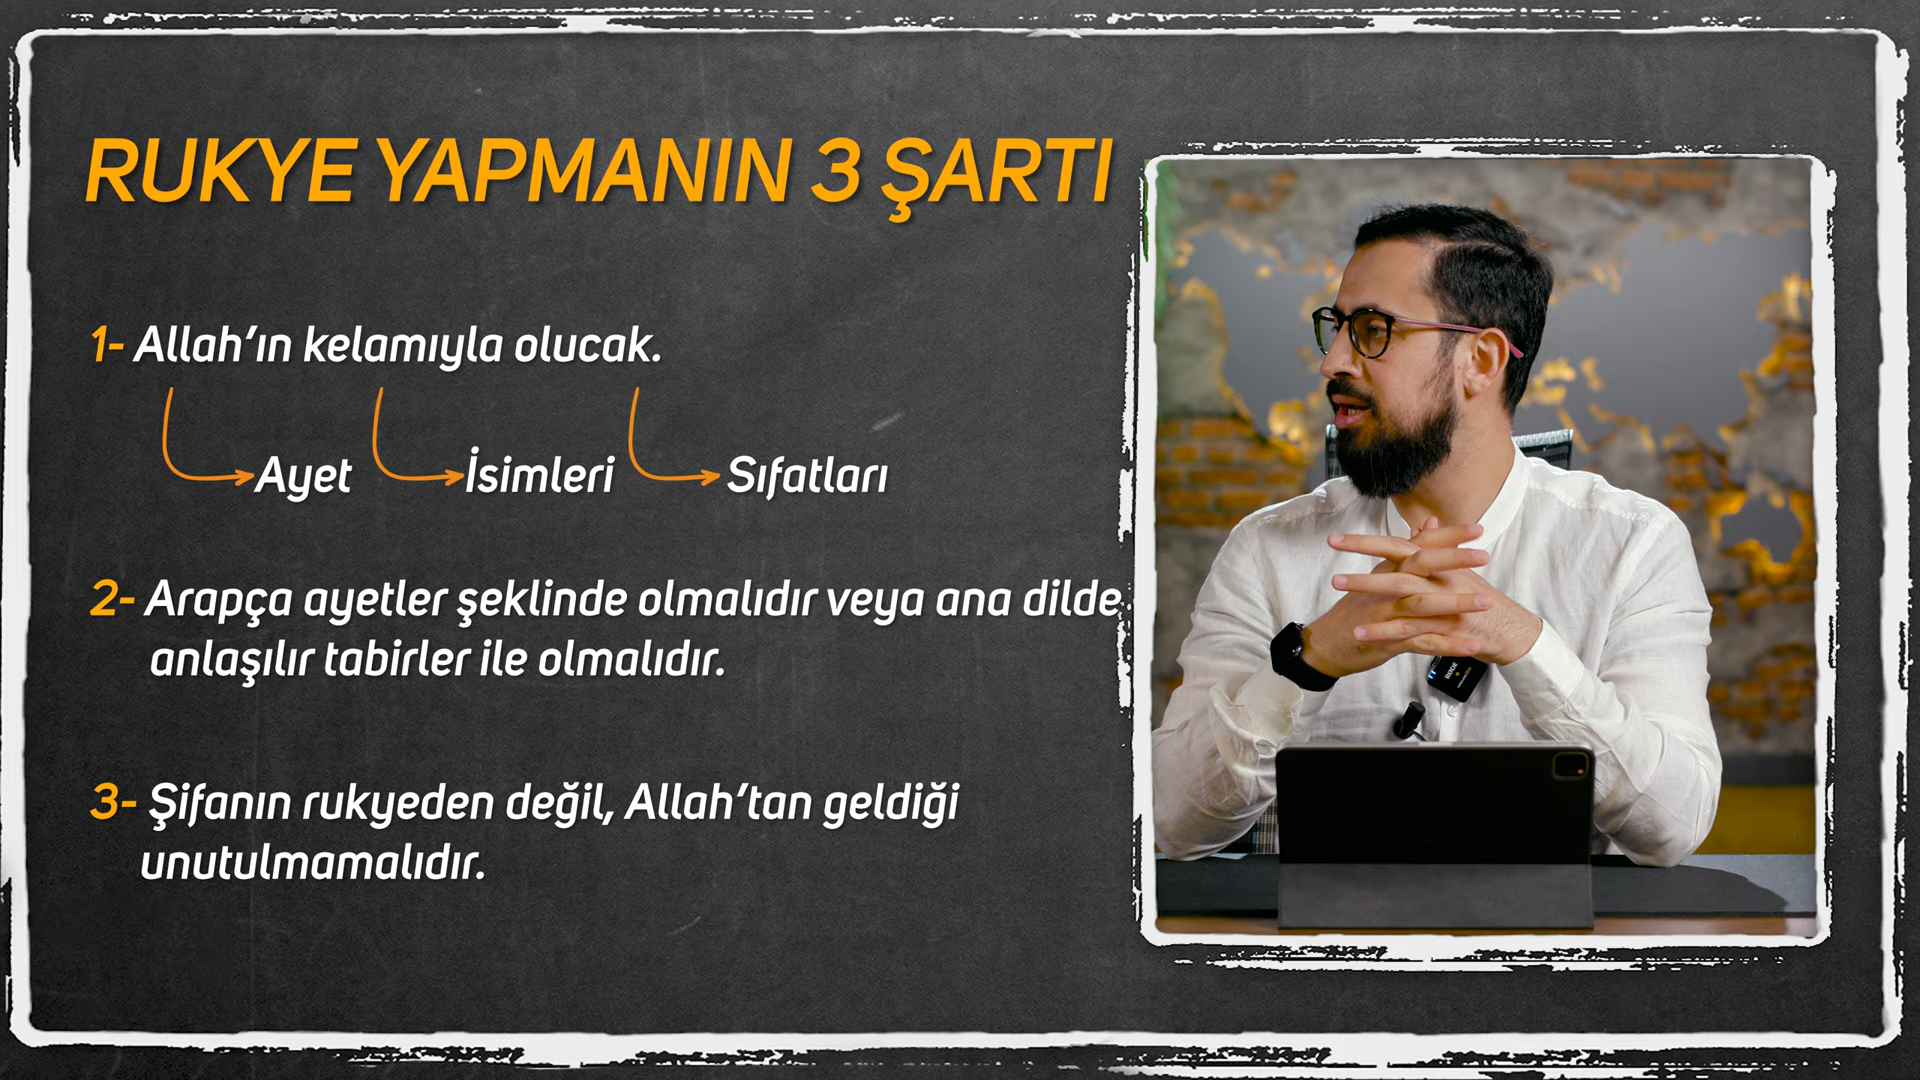 RUKYE YAPMANIN 3 ŞARTI
1- Allah'ın kelamıyla olucak.
Ayet İsimleri Sıfatları
2- Arapça ayetler şeklinde olmalıdır veya ana dilde
anlaşılır tabirler ile olmalıdır.
3- Şifanın rukyeden değil, Allah'tan geldiği
unutulmamalıdır.
RØDE